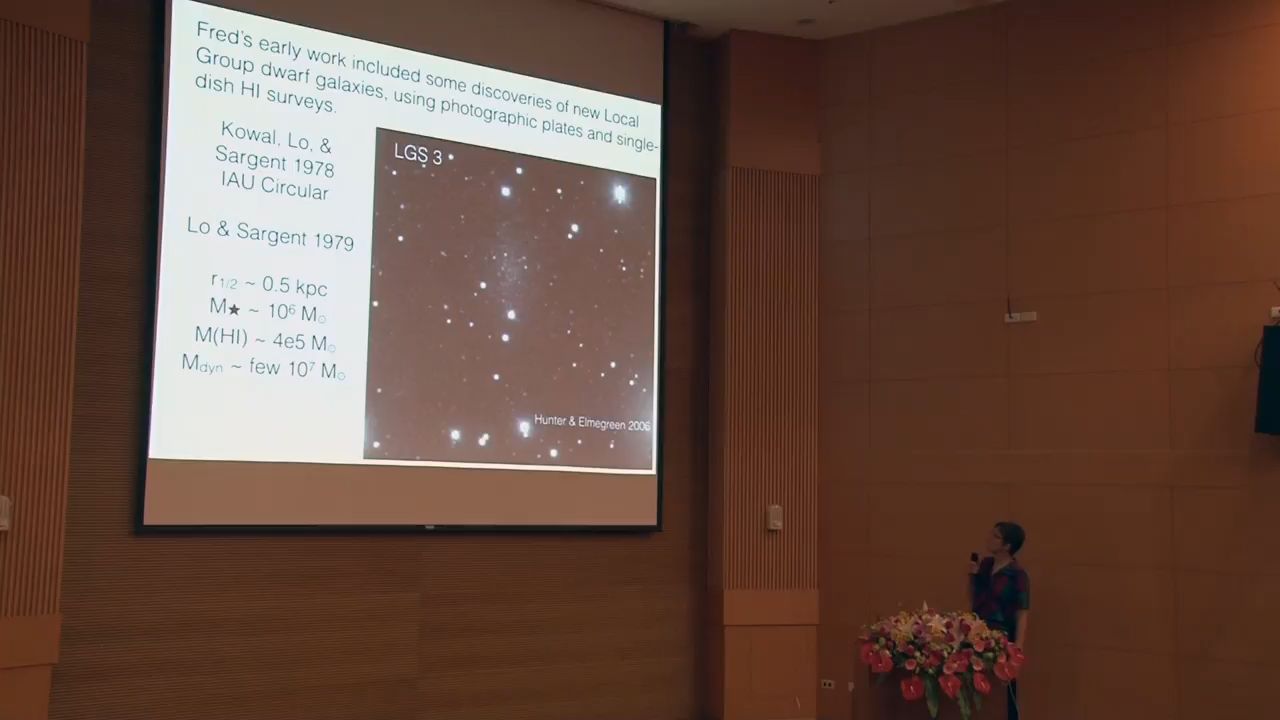 Fred's early work included some discoveries of new Local
Group dwarf galaxies, using photographic plates and single-
dish HI surveys.
Kowal, Lo, &
Sargent 1978
IAU Circular
Lo & Sargent 1979
r1/2 ~ 0.5 kpc
M★ ~ 10⁶ M☉
M(HI) ~ 4e5 M☉
Mdyn ~ few 10⁷ M☉
LGS 3
Hunter & Elmegreen 2006